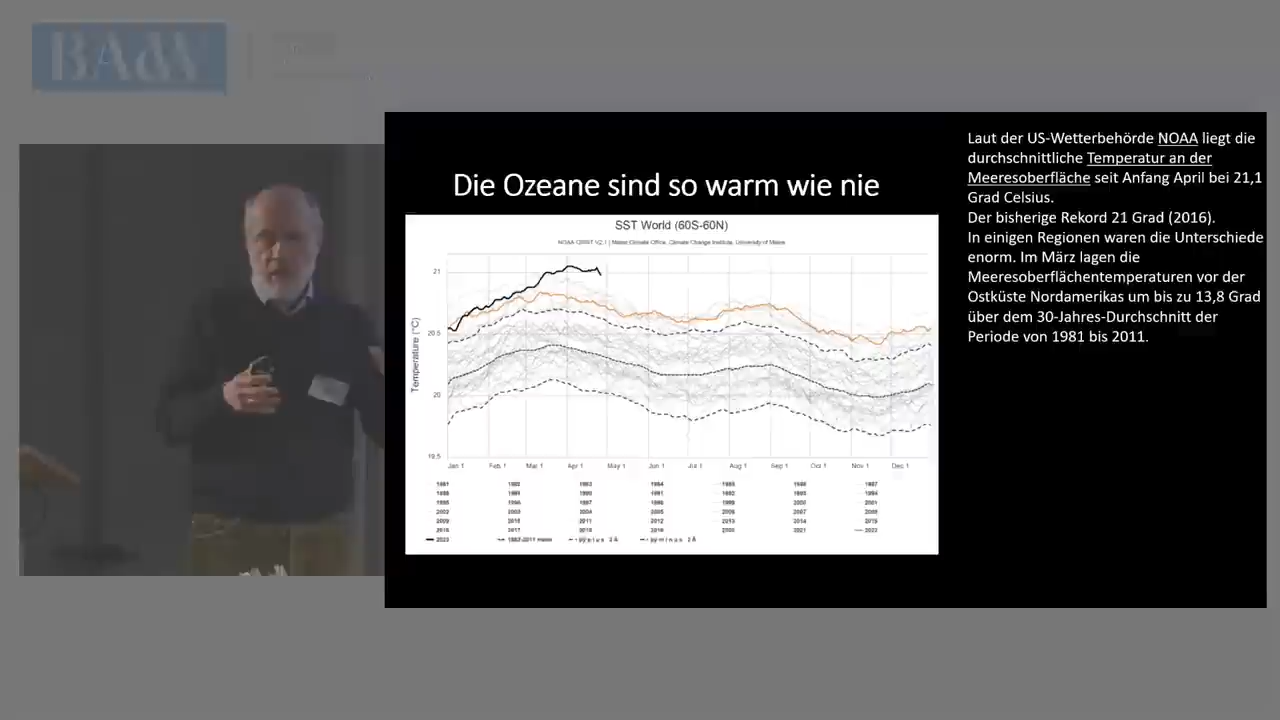 BAdW
Die Ozeane sind so warm wie nie
SST World (60S-60N)
NOAA OISST V2.1 | Maine Climate Office, Climate Change Institute, University of Maine
21
20.5
20
19.5
Temperature (°C)
Jan 1 Feb 1 Mar 1 Apr 1 May 1 Jun 1 Jul 1 Aug 1 Sep 1 Oct 1 Nov 1 Dec 1
Laut der US-Wetterbehörde NOAA liegt die
durchschnittliche Temperatur an der
Meeresoberfläche seit Anfang April bei 21,1
Grad Celsius.
Der bisherige Rekord 21 Grad (2016).
In einigen Regionen waren die Unterschiede
enorm. Im März lagen die
Meeresoberflächentemperaturen vor der
Ostküste Nordamerikas um bis zu 13,8 Grad
über dem 30-Jahres-Durchschnitt der
Periode von 1981 bis 2011.